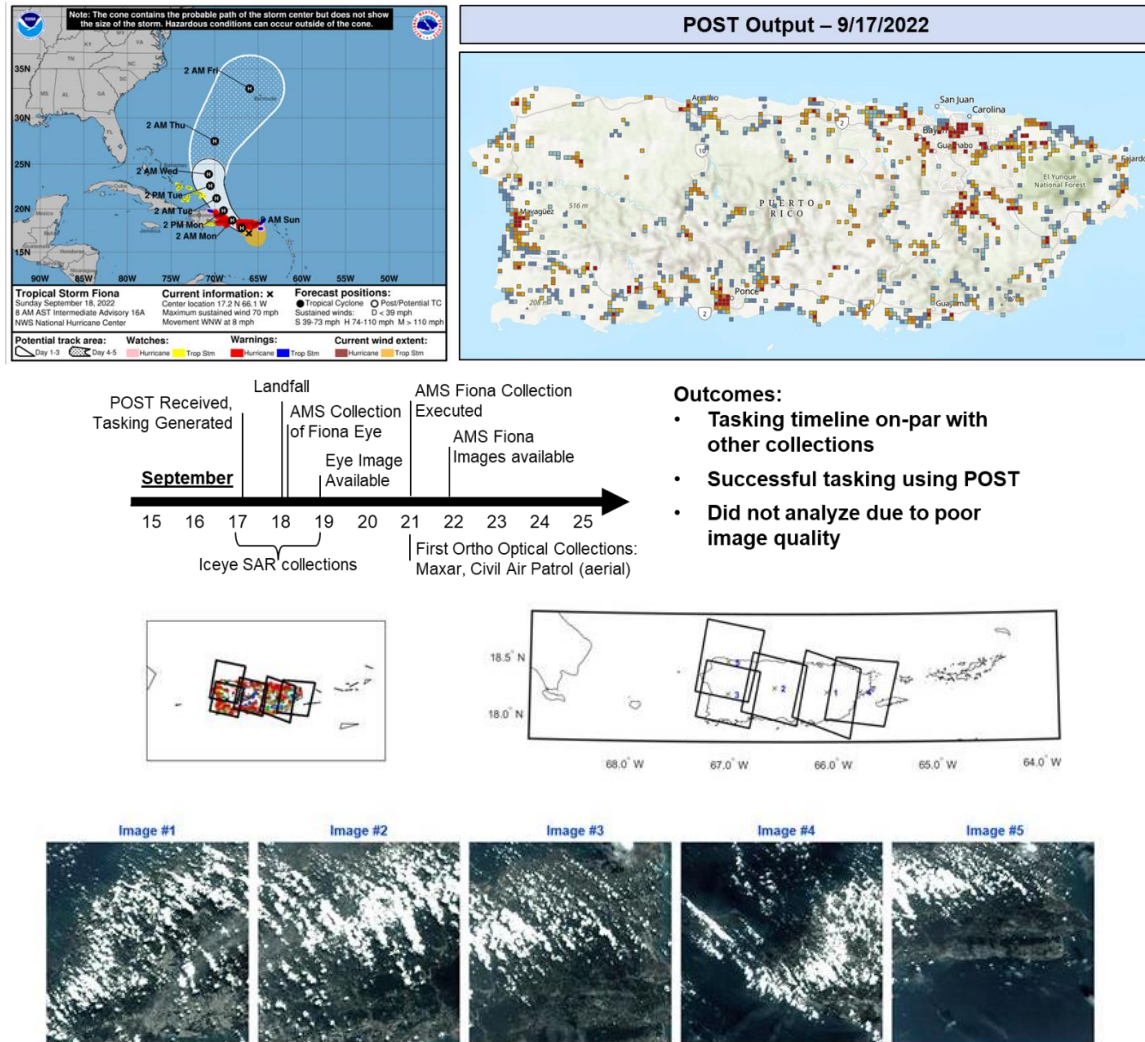 Note: The cone contains the probable path of the storm center but does not show
the size of the storm. Hazardous conditions can occur outside of the cone.
35N
30N
25N
20N
15N
2 AM Fri
Bermuda
2 AM Thu
2 AM Wed
2 PM Tue
2 AM Tue
2 PM Mon
2 AM Mon
AM Sun
90W 85W 80W 75W 70W 65W 60W 55W 50W
Tropical Storm Fiona
Sunday September 18, 2022
8 AM AST Intermediate Advisory 16A
NWS National Hurricane Center
Current information: x
Center location 17.2 N 66.1 W
Maximum sustained wind 70 mph
Movement WNW at 8 mph
Forecast positions:
Tropical Cyclone Post/Potential TC
Sustained winds: D < 39 mph
S 39-73 mph H 74-110 mph M > 110 mph
Potential track area:
Day 1-3 Day 4-5
Watches:
Hurricane Trop Stm
Warnings:
Hurricane Trop Stm
Current wind extent:
Hurricane Trop Stm
POST Output – 9/17/2022
San Juan
Carolina
Guaynabo
Fajardo
El Yunque
National Forest
Mayagüez
516 m
PUERTO
RICO
Ponce
2
10
2
POST Received,
Tasking Generated
Landfall
AMS Collection
of Fiona Eye
Eye Image
Available
AMS Fiona Collection
Executed
AMS Fiona
Images available
September
15 16 17 18 19 20 21 22 23 24 25
Iceye SAR collections
First Ortho Optical Collections:
Maxar, Civil Air Patrol (aerial)
Outcomes:
• Tasking timeline on-par with
other collections
• Successful tasking using POST
• Did not analyze due to poor
image quality
18.5° N
18.0° N
5
3
2
1
4
68.0° W 67.0° W 66.0° W 65.0° W 64.0° W
Image #1 Image #2 Image #3 Image #4 Image #5